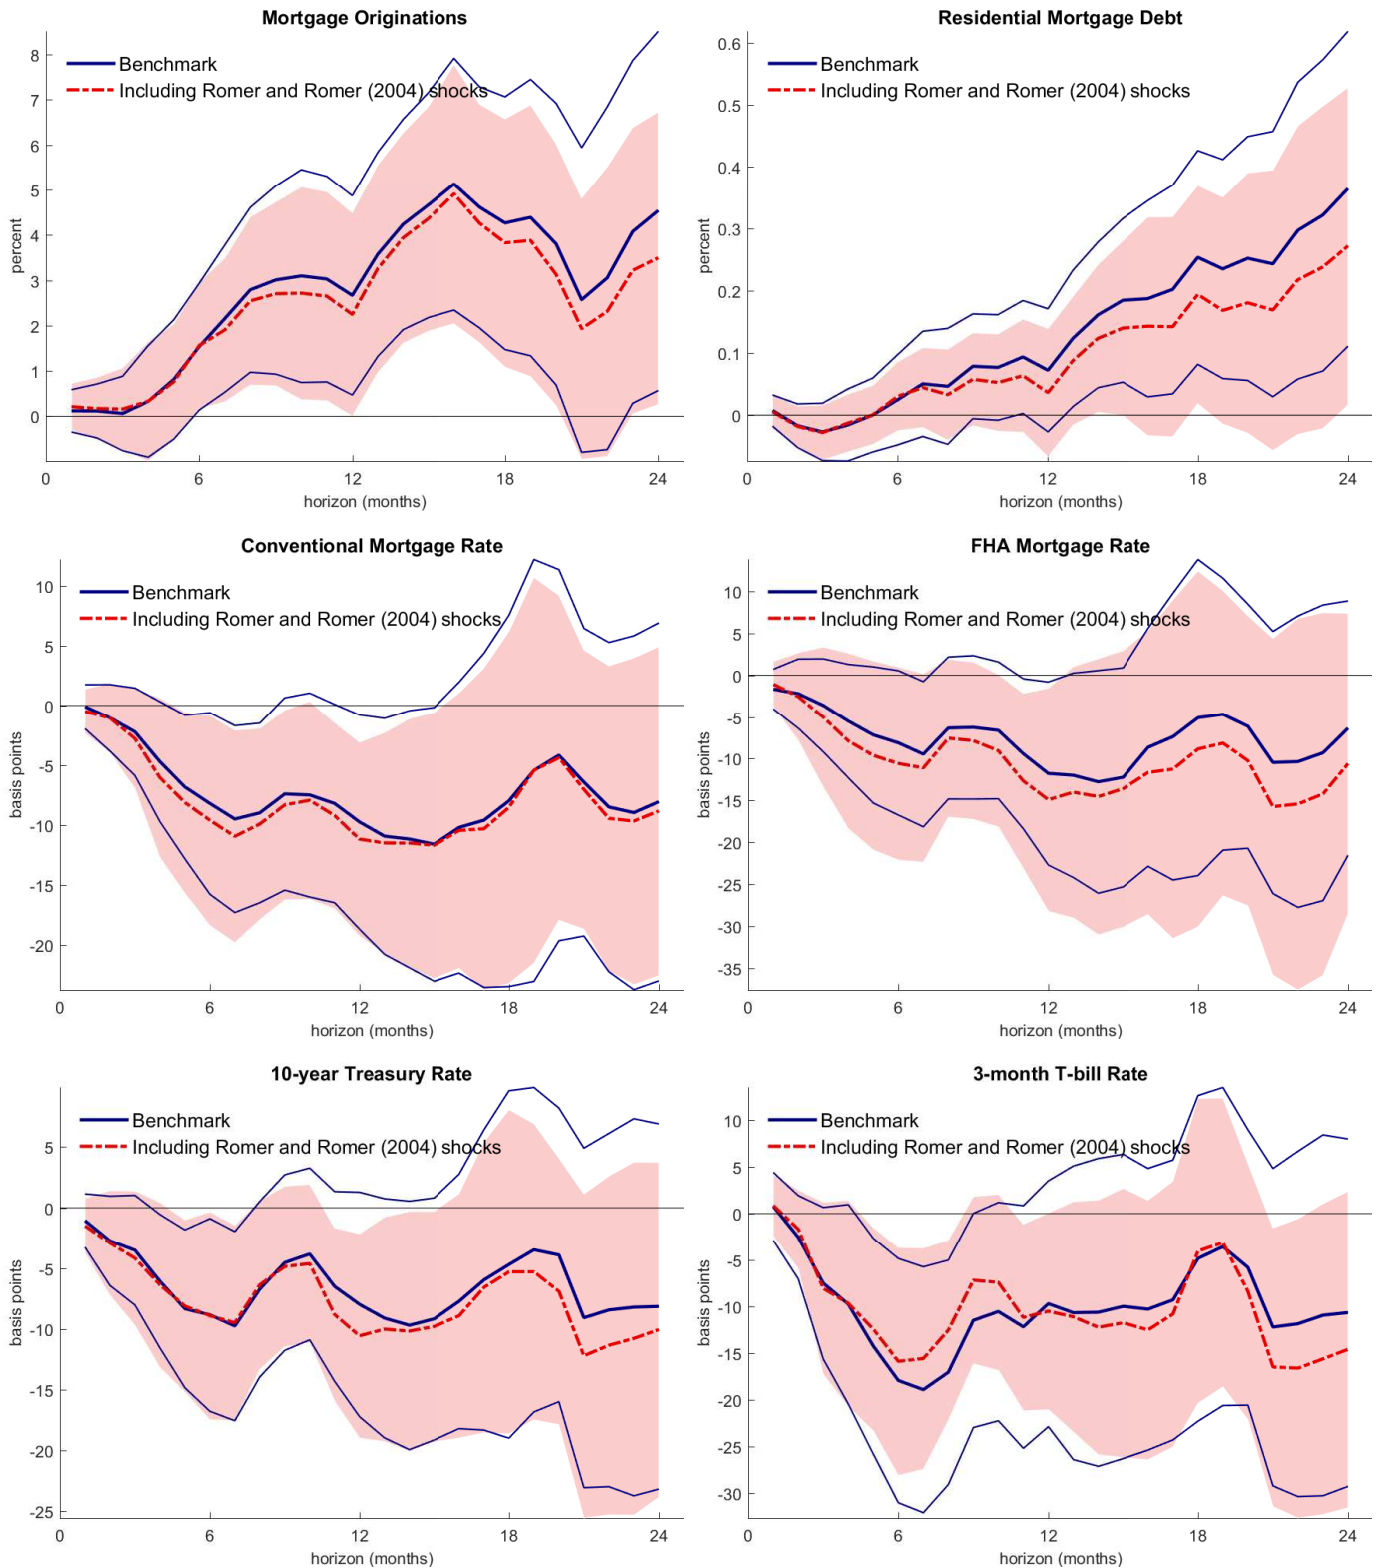 Mortgage Originations
Benchmark
Including Romer and Romer (2004) shocks
percent
8
7
6
5
4
3
2
1
0
0 6 12 18 24
horizon (months)
Residential Mortgage Debt
Benchmark
Including Romer and Romer (2004) shocks
percent
0.6
0.5
0.4
0.3
0.2
0.1
0
0 6 12 18 24
horizon (months)
Conventional Mortgage Rate
Benchmark
Including Romer and Romer (2004) shocks
basis points
10
5
0
-5
-10
-15
-20
0 6 12 18 24
horizon (months)
FHA Mortgage Rate
Benchmark
Including Romer and Romer (2004) shocks
basis points
10
5
0
-5
-10
-15
-20
-25
-30
-35
0 6 12 18 24
horizon (months)
10-year Treasury Rate
Benchmark
Including Romer and Romer (2004) shocks
basis points
5
0
-5
-10
-15
-20
-25
0 6 12 18 24
horizon (months)
3-month T-bill Rate
Benchmark
Including Romer and Romer (2004) shocks
basis points
10
5
0
-5
-10
-15
-20
-25
-30
0 6 12 18 24
horizon (months)